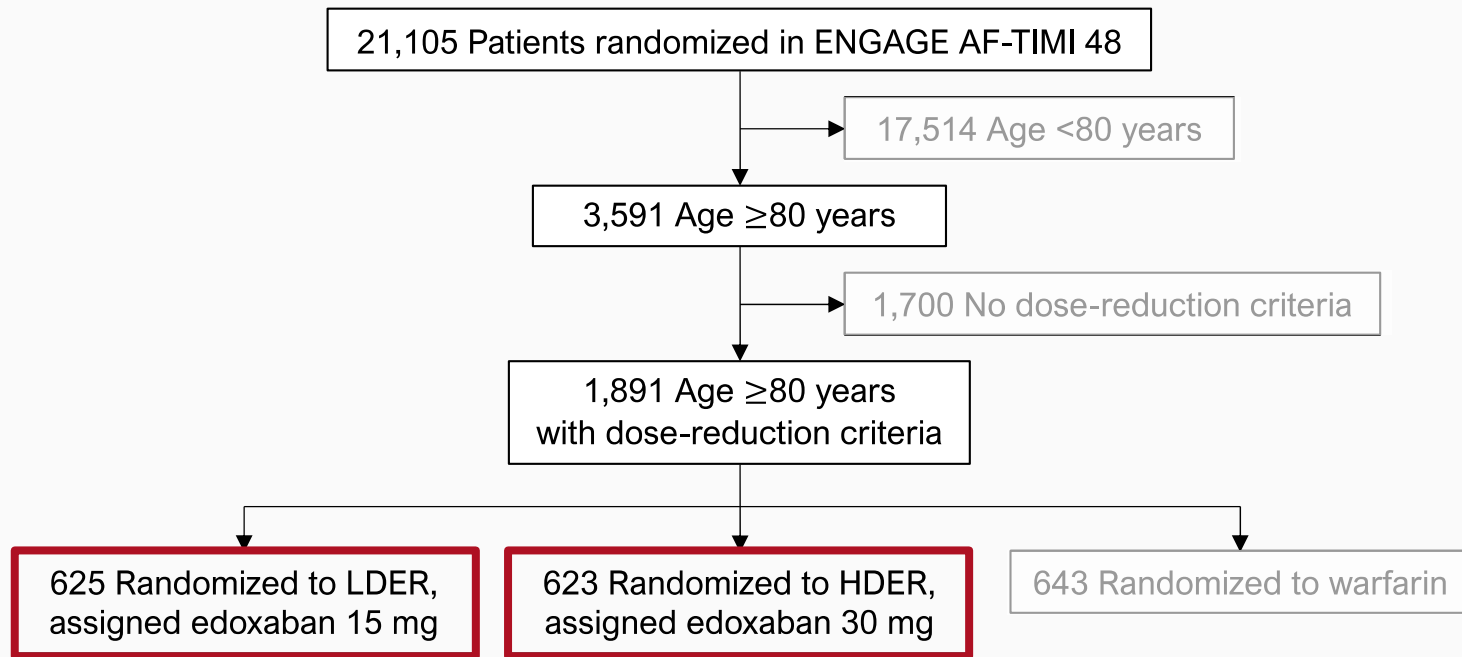 21,105 Patients randomized in ENGAGE AF-TIMI 48
17,514 Age <80 years
3,591 Age ≥80 years
1,700 No dose-reduction criteria
1,891 Age ≥80 years
with dose-reduction criteria
625 Randomized to LDER,
assigned edoxaban 15 mg
623 Randomized to HDER,
assigned edoxaban 30 mg
643 Randomized to warfarin